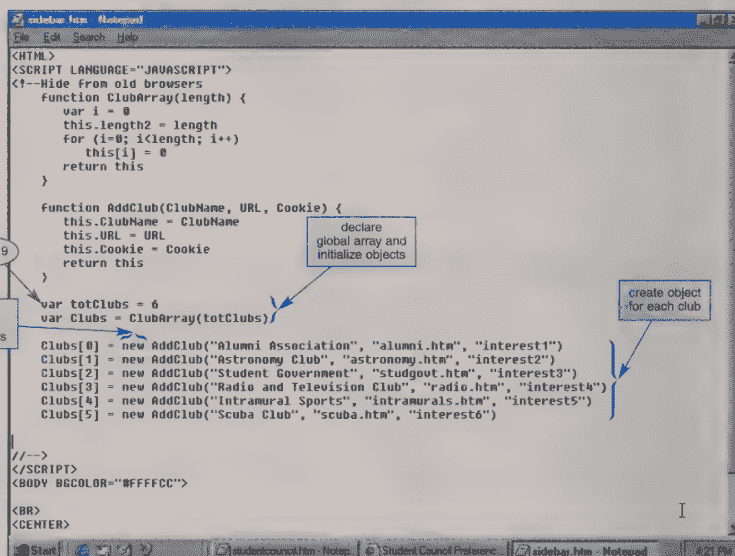 sidebar.htm - Notepad
File Edit Search Help
<HTML>
<SCRIPT LANGUAGE="JAVASCRIPT">
<!--Hide from old browsers
function ClubArray(length) {
var i = 0
this.length2 = length
for (i=0; i<length; i++)
this[i] = 0
return this
}
function AddClub(ClubName, URL, Cookie) {
this.ClubName = ClubName
this.URL = URL
this.Cookie = Cookie
return this
}
declare
global array and
initialize objects
9
var totClubs = 6
var Clubs = ClubArray(totClubs)
create object
for each club
s
Clubs[0] = new AddClub("Alumni Association", "alumni.htm", "interest1")
Clubs[1] = new AddClub("Astronomy Club", "astronomy.htm", "interest2")
Clubs[2] = new AddClub("Student Government", "studgovt.htm", "interest3")
Clubs[3] = new AddClub("Radio and Television Club", "radio.htm", "interest4")
Clubs[4] = new AddClub("Intramural Sports", "intramurals.htm", "interest5")
Clubs[5] = new AddClub("Scuba Club", "scuba.htm", "interest6")
//-->
</SCRIPT>
<BODY BGCOLOR="#FFFFCC">
<BR>
<CENTER>
Start studentcouncil.htm - Notep... Student Council Preferenc... sidebar.htm - Notepad